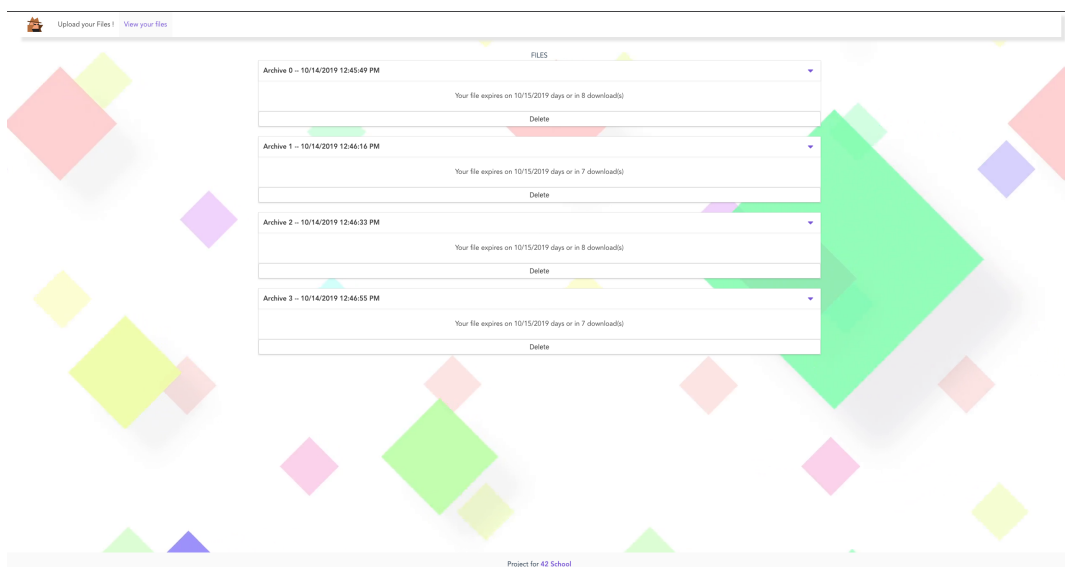 Upload your Files ! View your files
FILES
Archive 0 -- 10/14/2019 12:45:49 PM
Your file expires on 10/15/2019 days or in 8 download(s)
Delete
Archive 1 -- 10/14/2019 12:46:16 PM
Your file expires on 10/15/2019 days or in 7 download(s)
Delete
Archive 2 -- 10/14/2019 12:46:33 PM
Your file expires on 10/15/2019 days or in 8 download(s)
Delete
Archive 3 -- 10/14/2019 12:46:55 PM
Your file expires on 10/15/2019 days or in 7 download(s)
Delete
Project for 42 School